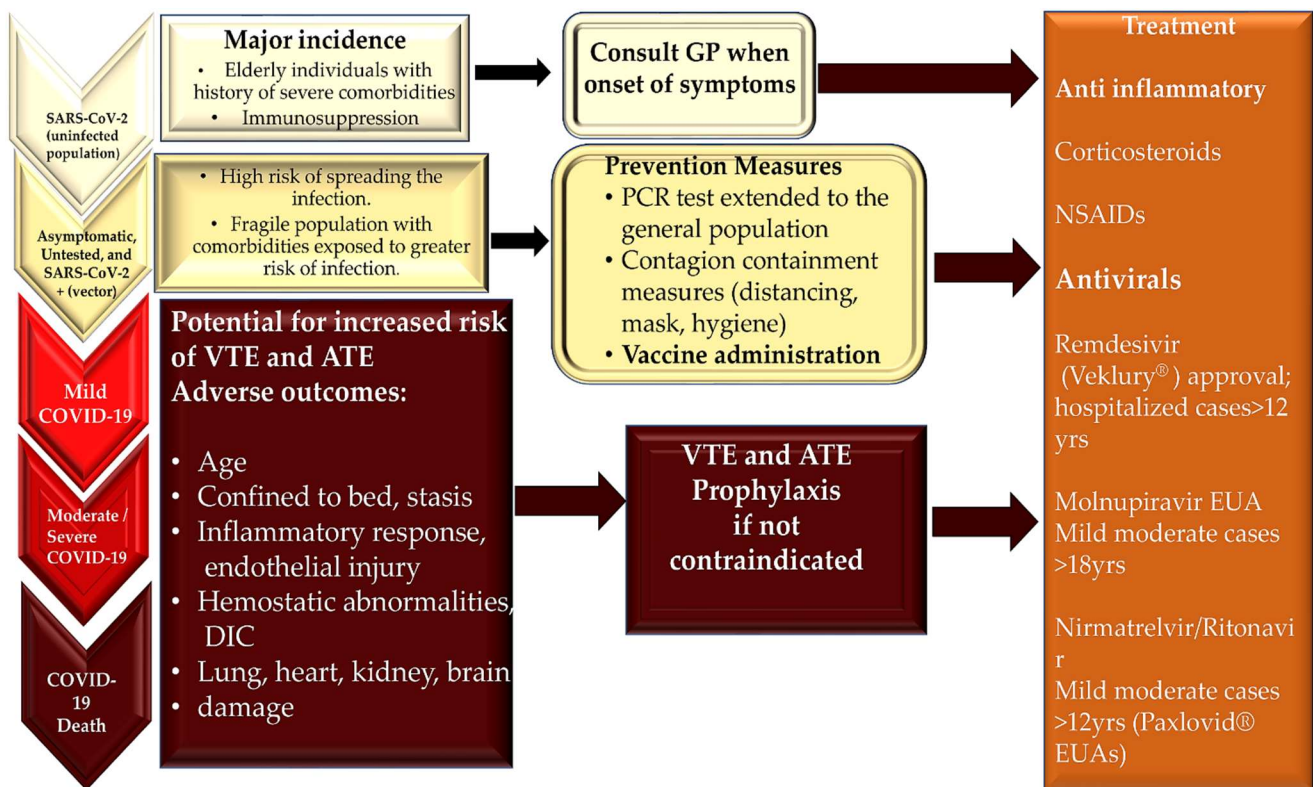 SARS-CoV-2
(uninfected
population)
Major incidence
• Elderly individuals with
history of severe comorbidities
• Immunosuppression
Consult GP when
onset of symptoms
Asymptomatic,
Untested, and
SARS-CoV-2
+ (vector)
• High risk of spreading the
infection.
• Fragile population with
comorbidities exposed to greater
risk of infection.
Prevention Measures
• PCR test extended to the
general population
• Contagion containment
measures (distancing,
mask, hygiene)
• Vaccine administration
Mild
COVID-19
Moderate /
Severe
COVID-19
COVID-
19
Death
Potential for increased risk
of VTE and ATE
Adverse outcomes:
• Age
• Confined to bed, stasis
• Inflammatory response,
endothelial injury
• Hemostatic abnormalities,
DIC
• Lung, heart, kidney, brain
• damage
VTE and ATE
Prophylaxis
if not
contraindicated
Treatment
Anti inflammatory
Corticosteroids
NSAIDs
Antivirals
Remdesivir
(Veklury®) approval;
hospitalized cases>12
yrs
Molnupiravir EUA
Mild moderate cases
>18yrs
Nirmatrelvir/Ritonavi
r
Mild moderate cases
>12yrs (Paxlovid®
EUAs)